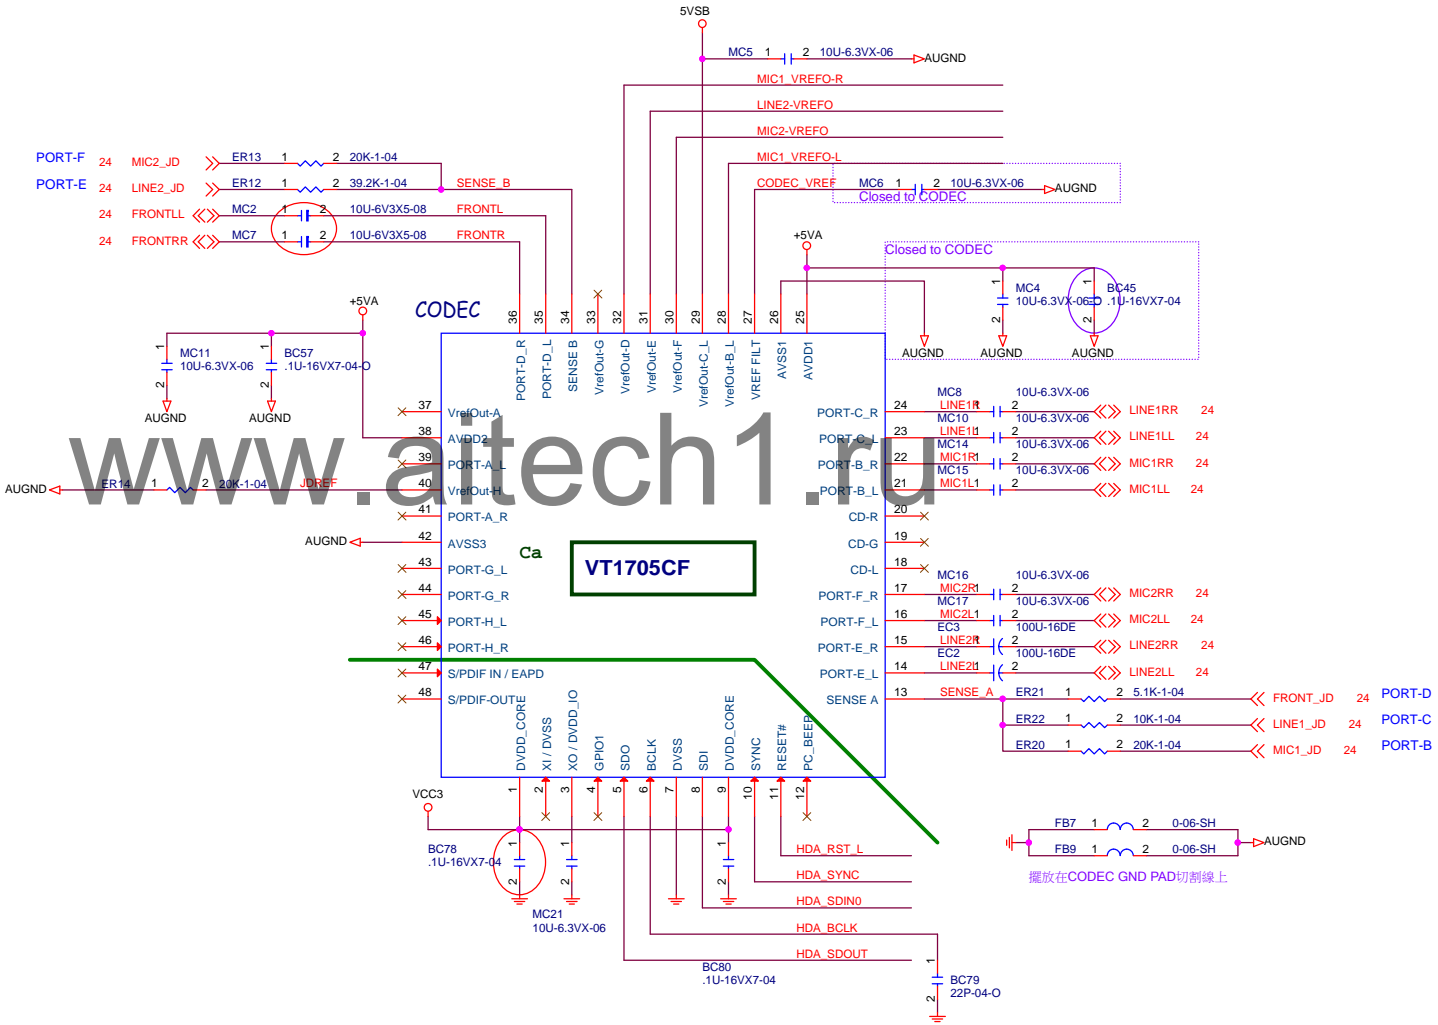 5VSB
MC5 1 2 10U-6.3VX-06 AUGND
MIC1_VREFO-R
LINE2-VREFO
MIC2-VREFO
MIC1_VREFO-L
CODEC_VREF MC6 1 2 10U-6.3VX-06 AUGND
Closed to CODEC
PORT-F 24 MIC2_JD ER13 1 2 20K-1-04
PORT-E 24 LINE2_JD ER12 1 2 39.2K-1-04 SENSE_B
24 FRONTLL MC2 1 2 10U-6V3X5-08 FRONTL
24 FRONTRR MC7 1 2 10U-6V3X5-08 FRONTR
+5VA
Closed to CODEC
MC4 10U-6.3VX-06-O 1 2 AUGND
BC45 .1U-16VX7-04 1 2 AUGND
AUGND
+5VA
CODEC
MC11 10U-6.3VX-06 1 2 AUGND
BC57 .1U-16VX7-04-O 1 2 AUGND
36 PORT-D_R
35 PORT-D_L
34 SENSE B
33 VrefOut-G
32 VrefOut-D
31 VrefOut-E
30 VrefOut-F
29 VrefOut-C_L
28 VrefOut-B_L
27 VREF FILT
26 AVSS1
25 AVDD1
37 VrefOut-A
38 AVDD2
39 PORT-A_L
AUGND ER14 1 2 20K-1-04 JDREF 40 VrefOut-H
41 PORT-A_R
AUGND 42 AVSS3
43 PORT-G_L
44 PORT-G_R
45 PORT-H_L
46 PORT-H_R
47 S/PDIF IN / EAPD
48 S/PDIF-OUTE
www.aitech1.ru
Ca
VT1705CF
PORT-C_R 24 LINE1R MC8 1 2 10U-6.3VX-06 LINE1RR 24
PORT-C_L 23 LINE1L MC10 1 2 10U-6.3VX-06 LINE1LL 24
PORT-B_R 22 MIC1R MC14 1 2 10U-6.3VX-06 MIC1RR 24
PORT-B_L 21 MIC1L MC15 1 2 10U-6.3VX-06 MIC1LL 24
CD-R 20
CD-G 19
CD-L 18
PORT-F_R 17 MIC2R MC16 1 2 10U-6.3VX-06 MIC2RR 24
PORT-F_L 16 MIC2L MC17 1 2 10U-6.3VX-06 MIC2LL 24
PORT-E_R 15 LINE2R EC3 1 2 100U-16DE LINE2RR 24
PORT-E_L 14 LINE2L EC2 1 2 100U-16DE LINE2LL 24
SENSE A 13 SENSE_A ER21 1 2 5.1K-1-04 FRONT_JD 24 PORT-D
ER22 1 2 10K-1-04 LINE1_JD 24 PORT-C
ER20 1 2 20K-1-04 MIC1_JD 24 PORT-B
DVDD_CORE 1
XI / DVSS 2
XO / DVDD_IO 3
GPIO1 4
SDO 5
BCLK 6
DVSS 7
SDI 8
DVDD_CORE 9
SYNC 10
RESET# 11
PC_BEEP 12
VCC3
BC78 .1U-16VX7-04 1 2
MC21 10U-6.3VX-06 1 2
BC80 .1U-16VX7-04 1 2
HDA_RST_L
HDA_SYNC
HDA_SDIN0
HDA_BCLK
HDA_SDOUT
BC79 22P-04-O 1 2
FB7 1 2 0-06-SH
AUGND
FB9 1 2 0-06-SH
擺放在CODEC GND PAD切割線上